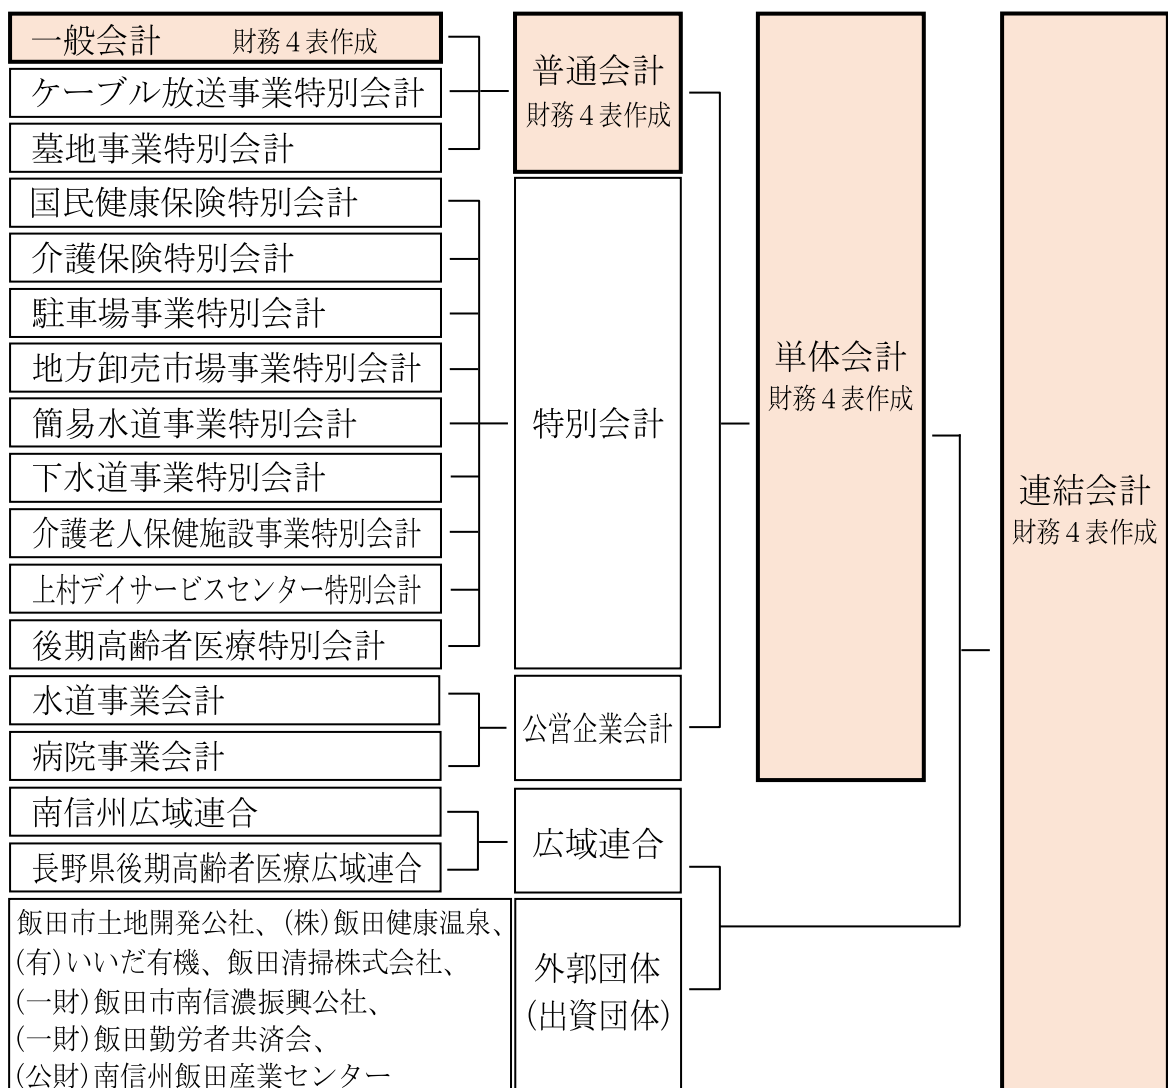 一般会計 財務４表作成
ケーブル放送事業特別会計
墓地事業特別会計
国民健康保険特別会計
介護保険特別会計
駐車場事業特別会計
地方卸売市場事業特別会計
簡易水道事業特別会計
下水道事業特別会計
介護老人保健施設事業特別会計
上村デイサービスセンター特別会計
後期高齢者医療特別会計
水道事業会計
病院事業会計
南信州広域連合
長野県後期高齢者医療広域連合
飯田市土地開発公社、(株)飯田健康温泉、
(有)いいだ有機、飯田清掃株式会社、
(一財)飯田市南信濃振興公社、
(一財)飯田勤労者共済会、
(公財)南信州飯田産業センター
普通会計
財務４表作成
特別会計
公営企業会計
広域連合
外郭団体
(出資団体)
単体会計
財務４表作成
連結会計
財務４表作成